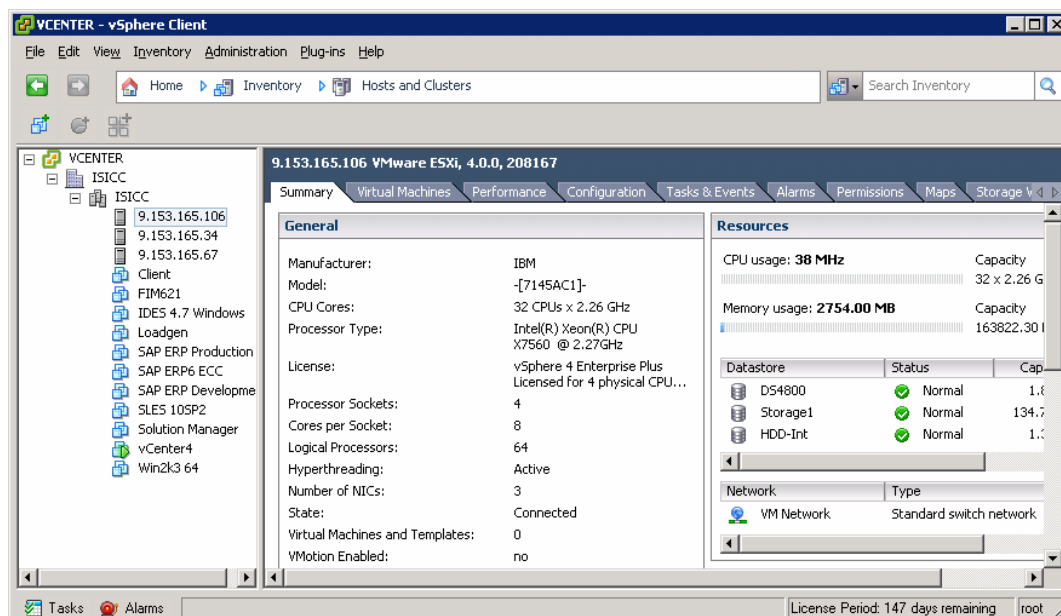 VCENTER - vSphere Client
File Edit View Inventory Administration Plug-ins Help
Home Inventory Hosts and Clusters Search Inventory
VCENTER
ISICC
ISICC
9.153.165.106
9.153.165.34
9.153.165.67
Client
FIM621
IDES 4.7 Windows
Loadgen
SAP ERP Production
SAP ERP6 ECC
SAP ERP Developme
SLES 10SP2
Solution Manager
vCenter4
Win2k3 64
9.153.165.106 VMware ESXi, 4.0.0, 208167
Summary Virtual Machines Performance Configuration Tasks & Events Alarms Permissions Maps Storage
General
Manufacturer: IBM
Model: -[7145AC1]-
CPU Cores: 32 CPUs x 2.26 GHz
Processor Type: Intel(R) Xeon(R) CPU
X7560 @ 2.27GHz
License: vSphere 4 Enterprise Plus
Licensed for 4 physical CPU...
Processor Sockets: 4
Cores per Socket: 8
Logical Processors: 64
Hyperthreading: Active
Number of NICs: 3
State: Connected
Virtual Machines and Templates: 0
VMotion Enabled: no
Resources
CPU usage: 38 MHz Capacity
32 x 2.26 G
Memory usage: 2754.00 MB Capacity
163822.30
Datastore Status Cap
DS4800 Normal 1.8
Storage1 Normal 134.7
HDD-Int Normal 1.3
Network Type
VM Network Standard switch network
Tasks Alarms License Period: 147 days remaining root